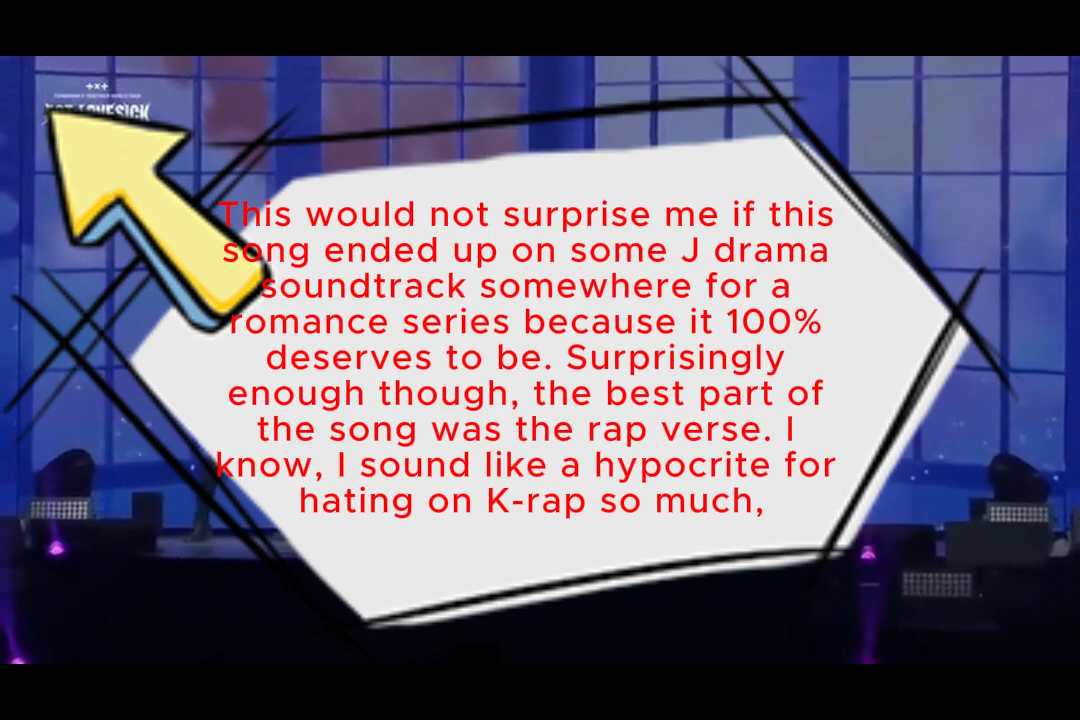 +x+
LOVESICK
This would not surprise me if this
song ended up on some J drama
soundtrack somewhere for a
romance series because it 100%
deserves to be. Surprisingly
enough though, the best part of
the song was the rap verse. I
know, I sound like a hypocrite for
hating on K-rap so much,